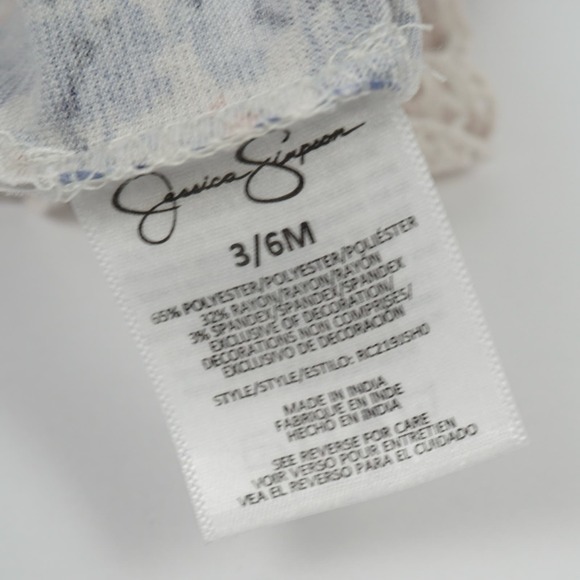 Jessica Simpson
3/6M
65% POLYESTER/POLYESTER/POLIÉSTER
32% RAYON/RAYON/RAYÓN
3% SPANDEX/SPANDEX/SPANDEX
EXCLUSIVE OF DECORATION/
DECORATIONS NON COMPRISES/
EXCLUSIVO DE DECORACIÓN
STYLE/STYLE/ESTILO: RC219JSH0
MADE IN INDIA
FABRIQUE EN INDE
HECHO EN INDIA
SEE REVERSE FOR CARE
VOIR VERSO POUR ENTRETIEN
VEA EL REVERSO PARA EL CUIDADO